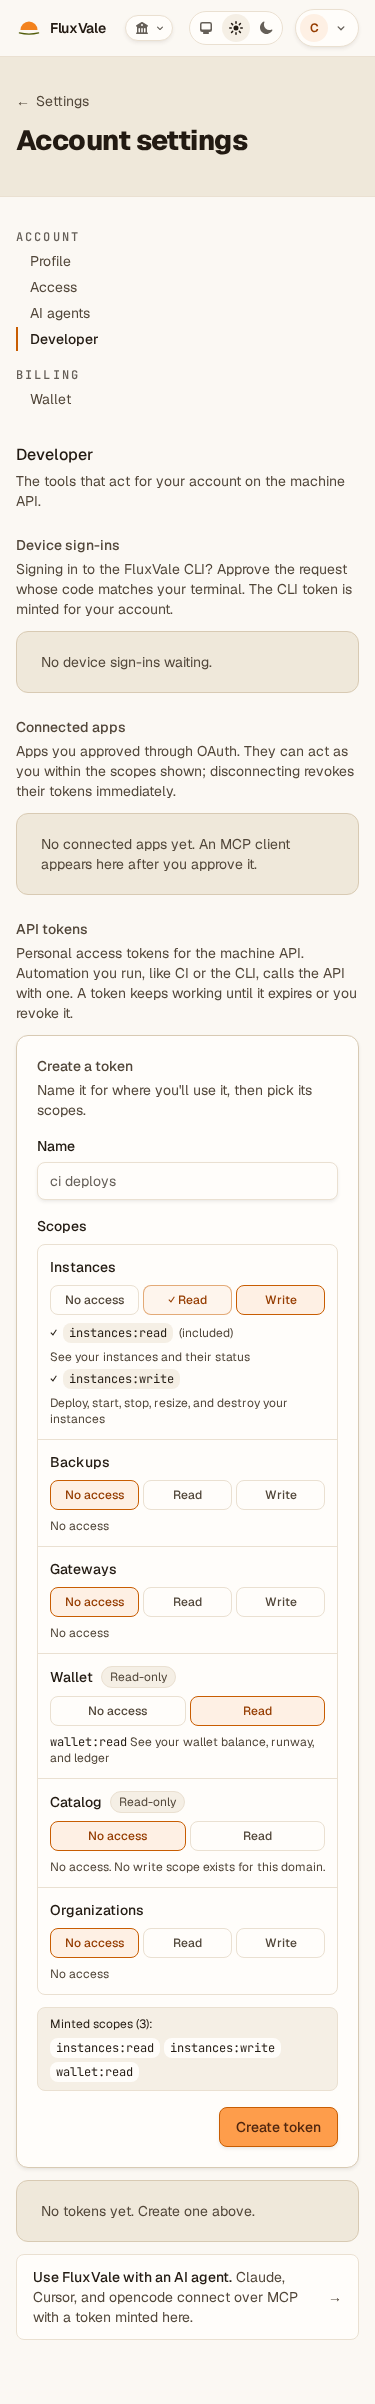 FluxVale
C
← Settings
Account settings
ACCOUNT
Profile
Access
AI agents
Developer
BILLING
Wallet
Developer
The tools that act for your account on the machine
API.
Device sign-ins
Signing in to the FluxVale CLI? Approve the request
whose code matches your terminal. The CLI token is
minted for your account.
No device sign-ins waiting.
Connected apps
Apps you approved through OAuth. They can act as
you within the scopes shown; disconnecting revokes
their tokens immediately.
No connected apps yet. An MCP client
appears here after you approve it.
API tokens
Personal access tokens for the machine API.
Automation you run, like CI or the CLI, calls the API
with one. A token keeps working until it expires or you
revoke it.
Create a token
Name it for where you'll use it, then pick its
scopes.
Name
ci deploys
Scopes
Instances
No access ✓ Read Write
✓ instances:read (included)
See your instances and their status
✓ instances:write
Deploy, start, stop, resize, and destroy your
instances
Backups
No access Read Write
No access
Gateways
No access Read Write
No access
Wallet Read-only
No access Read
wallet:read See your wallet balance, runway,
and ledger
Catalog Read-only
No access Read
No access. No write scope exists for this domain.
Organizations
No access Read Write
No access
Minted scopes (3):
instances:read instances:write
wallet:read
Create token
No tokens yet. Create one above.
Use FluxVale with an AI agent. Claude,
Cursor, and opencode connect over MCP →
with a token minted here.